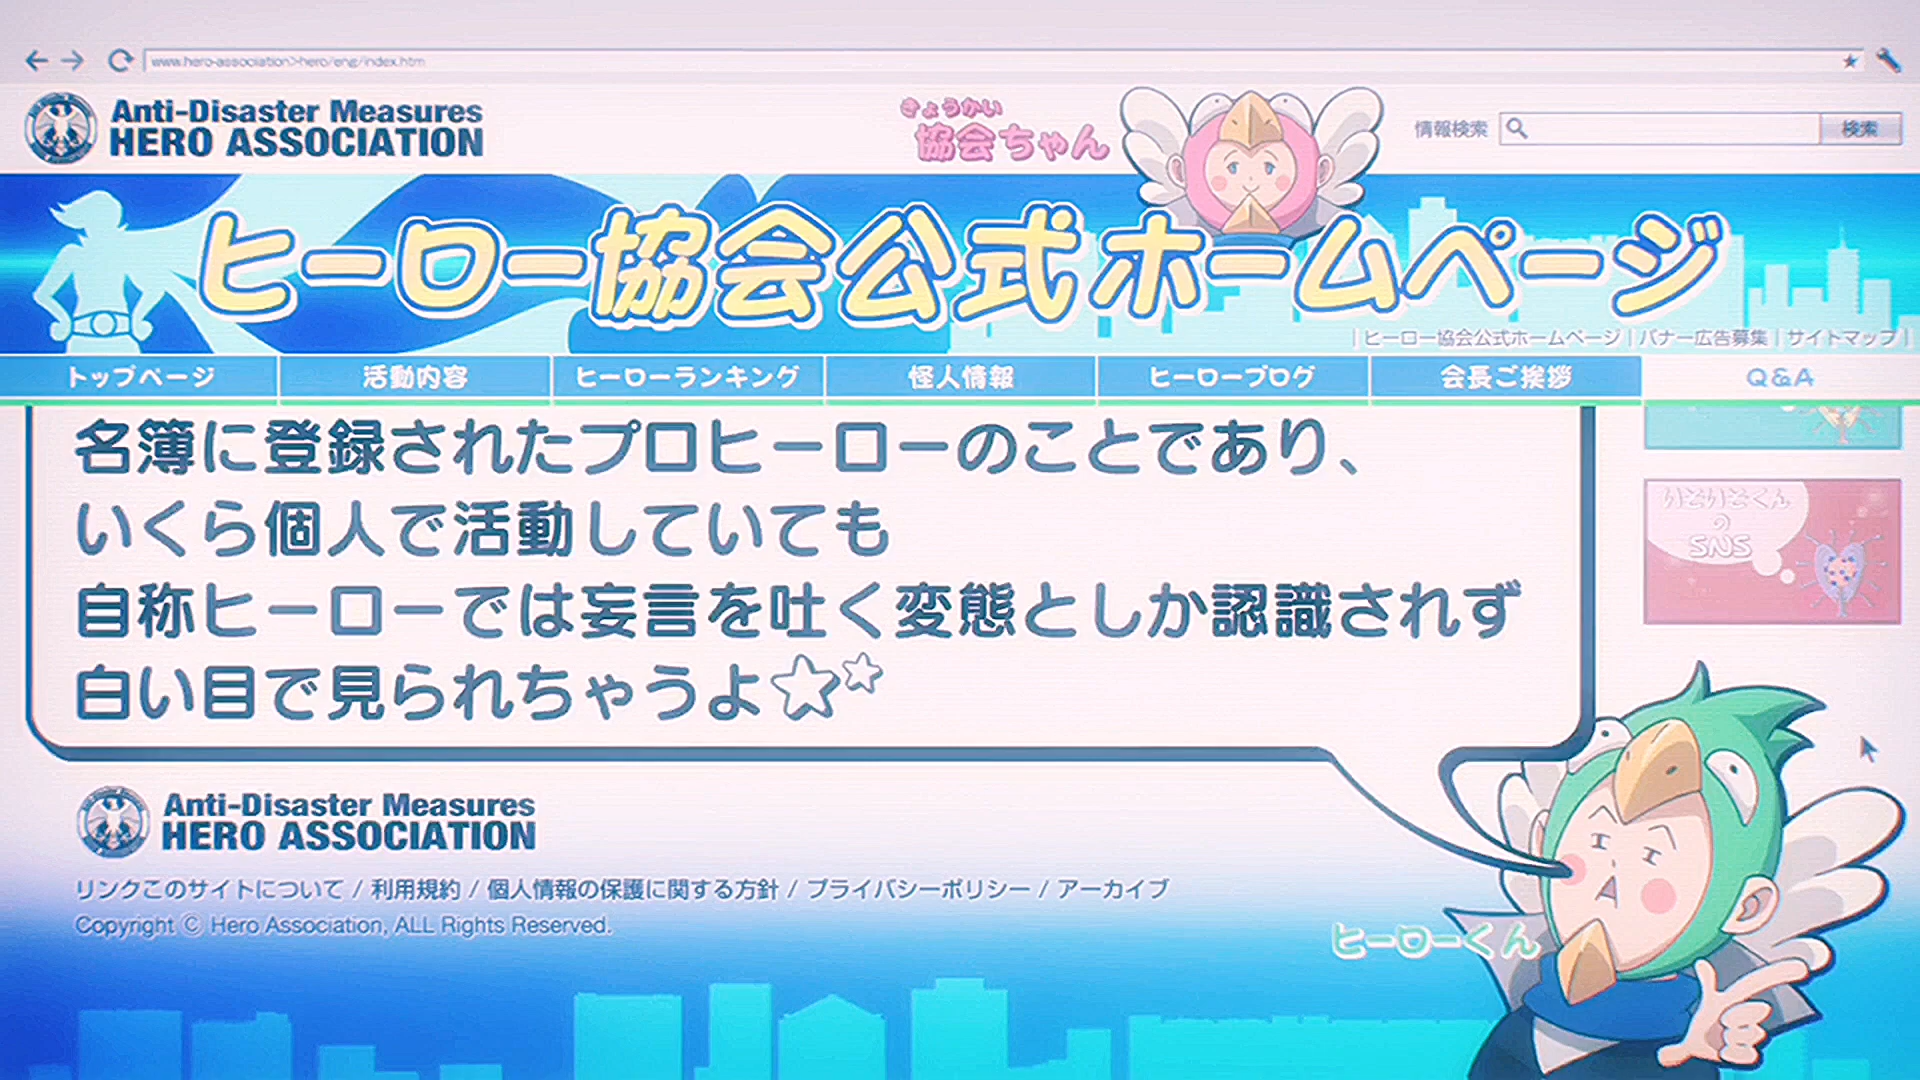 www.hero-association>hero/eng/index.htm
Anti-Disaster Measures
HERO ASSOCIATION
きょうかい
協会ちゃん
情報検索
検索
ヒーロー協会公式ホームページ
|ヒーロー協会公式ホームページ|バナー広告募集|サイトマップ|
トップページ
活動内容
ヒーローランキング
怪人情報
ヒーローブログ
会長ご挨拶
Q&A
名簿に登録されたプロヒーローのことであり、
いくら個人で活動していても
自称ヒーローでは妄言を吐く変態としか認識されず
白い目で見られちゃうよ☆☆
の
SNS
Anti-Disaster Measures
HERO ASSOCIATION
リンクこのサイトについて / 利用規約 / 個人情報の保護に関する方針 / プライバシーポリシー / アーカイブ
Copyright © Hero Association, ALL Rights Reserved.
ヒーローくん